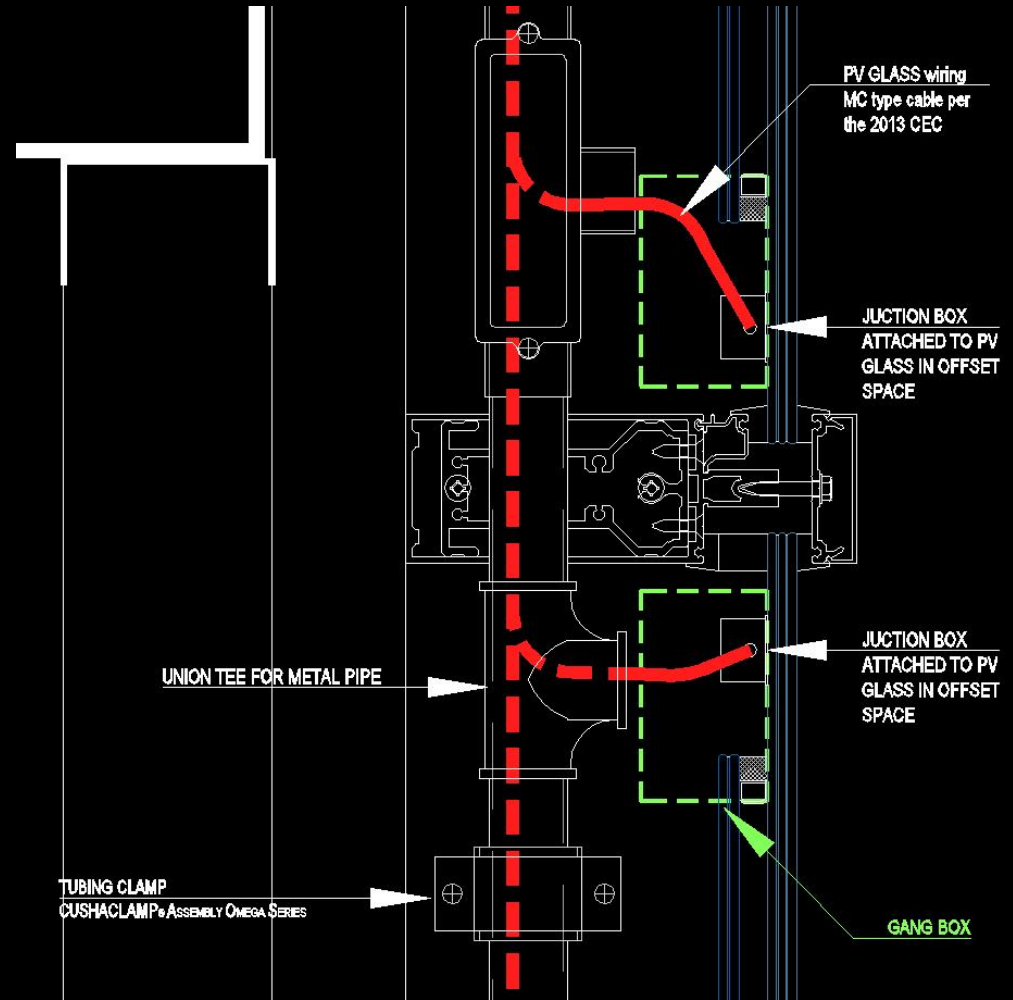 PV GLASS wiring
MC type cable per
the 2013 CEC
JUCTION BOX
ATTACHED TO PV
GLASS IN OFFSET
SPACE
UNION TEE FOR METAL PIPE
JUCTION BOX
ATTACHED TO PV
GLASS IN OFFSET
SPACE
TUBING CLAMP
CUSHACLAMP® ASSEMBLY OMEGA SERIES
GANG BOX